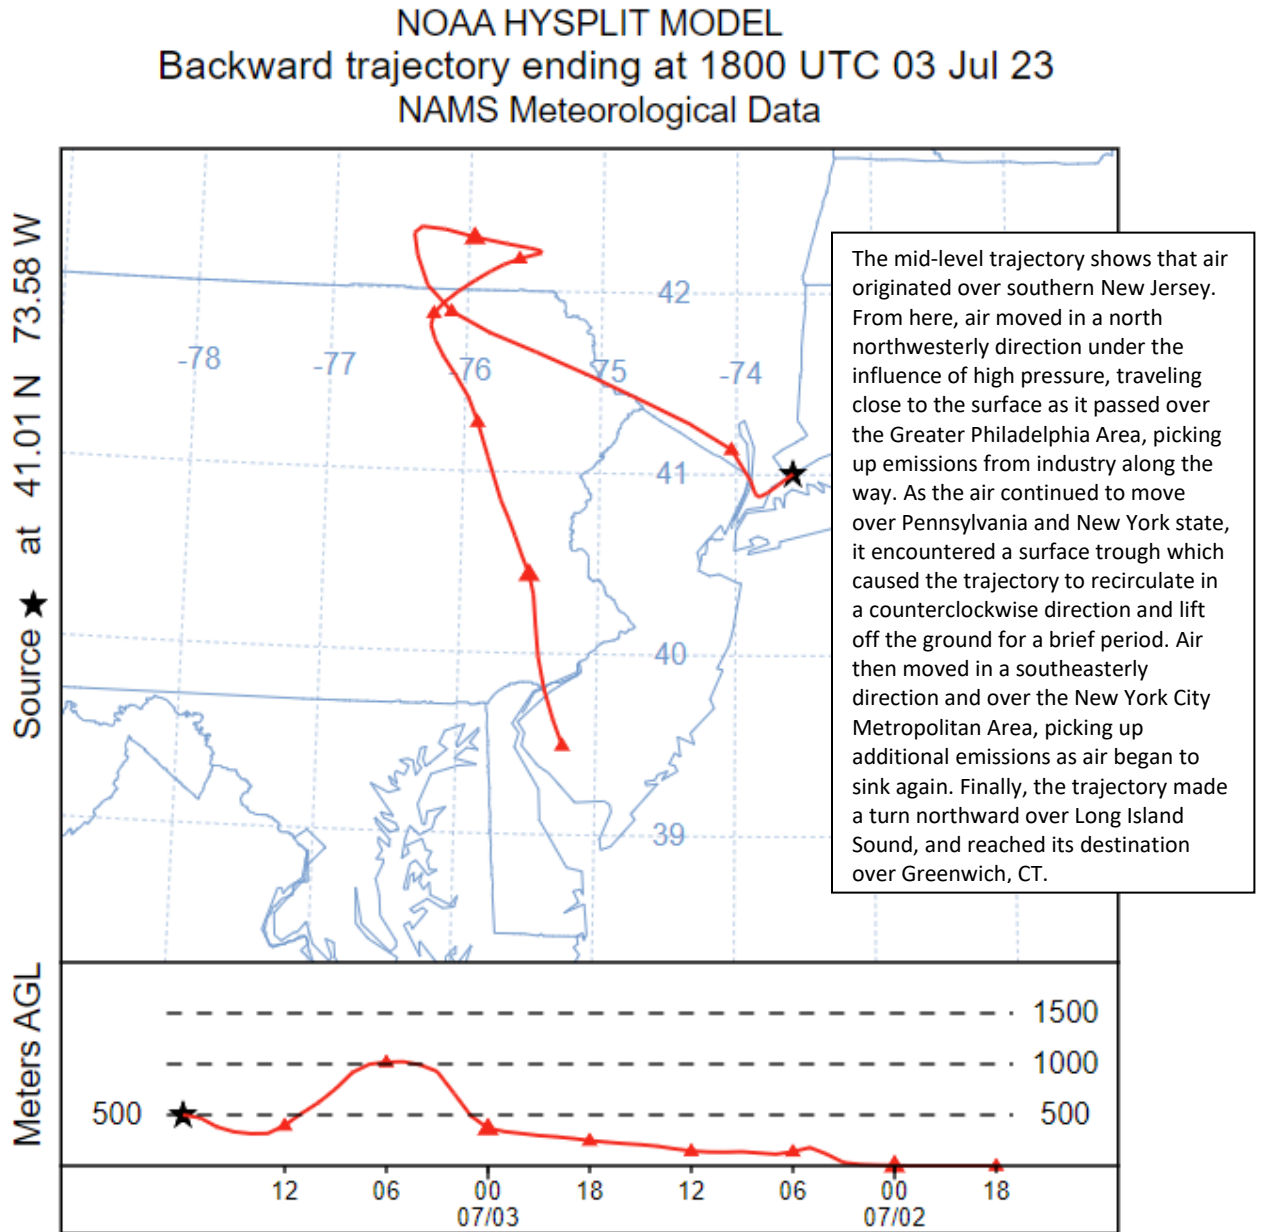 NOAA HYSPLIT MODEL
Backward trajectory ending at 1800 UTC 03 Jul 23
NAMS Meteorological Data
Source ★ at 41.01 N 73.58 W
42
-78
-77
-76
-75
-74
41
40
39
The mid-level trajectory shows that air
originated over southern New Jersey.
From here, air moved in a north
northwesterly direction under the
influence of high pressure, traveling
close to the surface as it passed over
the Greater Philadelphia Area, picking
up emissions from industry along the
way. As the air continued to move
over Pennsylvania and New York state,
it encountered a surface trough which
caused the trajectory to recirculate in
a counterclockwise direction and lift
off the ground for a brief period. Air
then moved in a southeasterly
direction and over the New York City
Metropolitan Area, picking up
additional emissions as air began to
sink again. Finally, the trajectory made
a turn northward over Long Island
Sound, and reached its destination
over Greenwich, CT.
Meters AGL
1500
1000
500
500
12 06 00 18 12 06 00 18
07/03 07/02